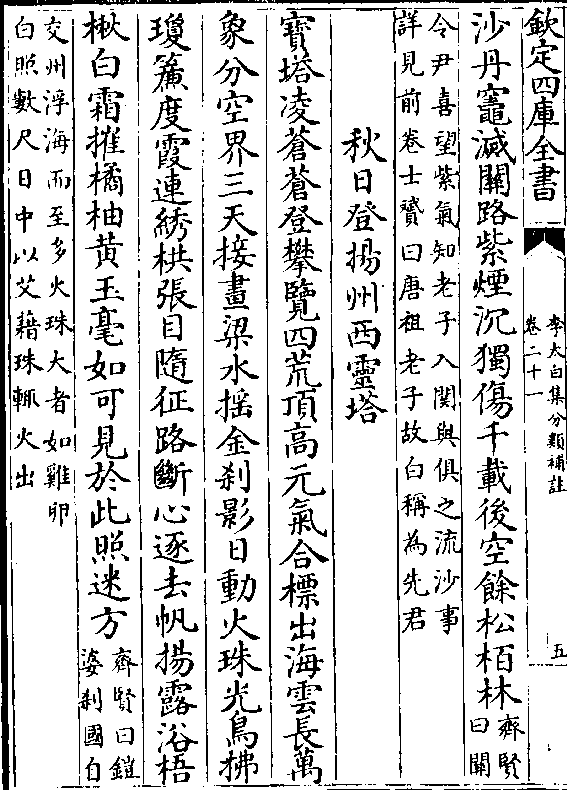 欽定四庫全書
李太白集分類補註
卷二十一
五
沙丹竈滅關路紫煙沉獨傷千載後空餘松栢林齊賢曰關
令尹喜望紫氣知老子入関與俱之流沙事
詳見前卷士贇曰唐祖老子故白稱為先君
秋日登揚州西靈塔
寳塔凌蒼蒼登攀覽四荒頂高元氣合標出海雲長萬
象分空界三天接畫梁水揺金刹影日動火珠光鳥拂
瓊簾度霞連綉栱張目隨征路斷心逐去帆揚露浴梧
楸白霜摧橘柚黄玉毫如可見於此照迷方齊賢曰鎧婆刹國自
交州浮海而至多火珠大者如雞卵
白照數尺日中以艾藉珠輒火出